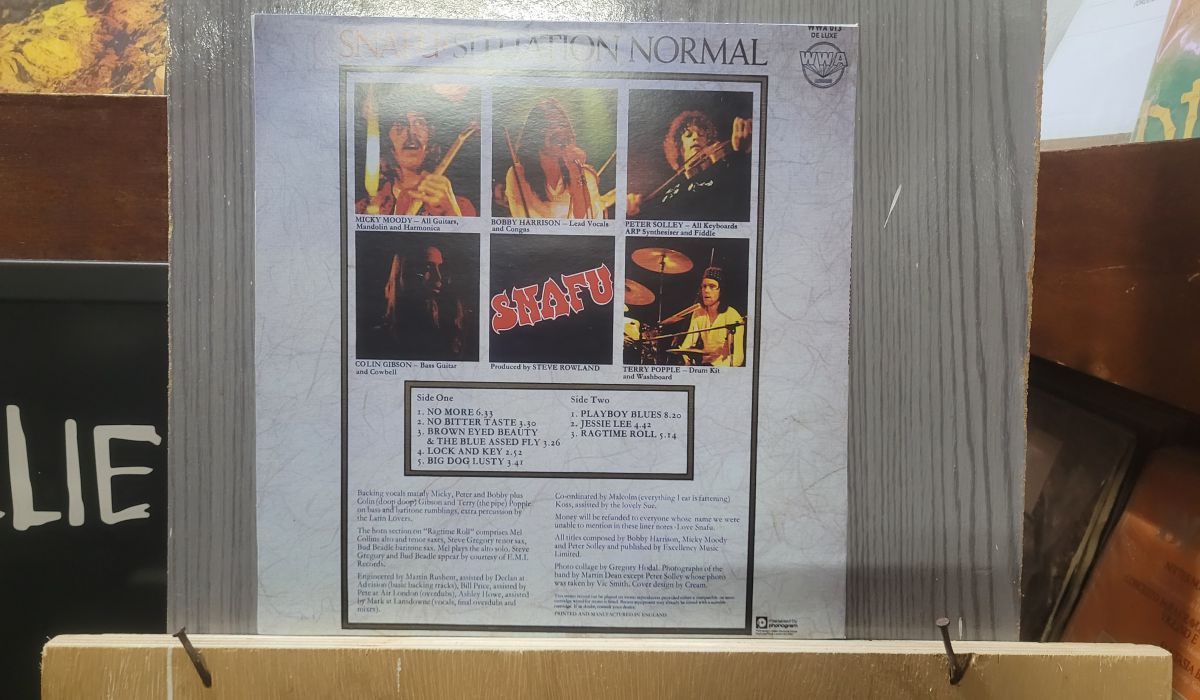 WWA 013
DE LUXE
SNAFU SITUATION NORMAL
WWA
MICKY MOODY – All Guitars,
Mandolin and Harmonica
BOBBY HARRISON – Lead Vocals
and Congas
PETER SOLLEY – All Keyboards
ARP Synthesiser and Fiddle
SNAFU
COLIN GIBSON – Bass Guitar
and Cowbell
Produced by STEVE ROWLAND
TERRY POPPLE – Drum Kit
and Washboard
Side One
1. NO MORE 6.33
2. NO BITTER TASTE 3.30
3. BROWN EYED BEAUTY
& THE BLUE ASSED FLY 3.26
4. LOCK AND KEY 2.52
5. BIG DOG LUSTY 3.41
Side Two
1. PLAYBOY BLUES 8.20
2. JESSIE LEE 4.42
3. RAGTIME ROLL 5.14
Backing vocals mainly Micky, Peter and Bobby plus
Colin (doop doop) Gibson and Terry (the pipe) Popple
on bass and baritone rumblings, extra percussion by
the Latin Lovers.
The horn section on "Ragtime Roll" comprises Mel
Collins alto and tenor saxes, Steve Gregory tenor sax,
Bud Beadle baritone sax. Mel plays the alto solo. Steve
Gregory and Bud Beadle appear by courtesy of E.M.I.
Records.
Engineered by Martin Rushent, assisted by Declan at
Advision (basic backing tracks), Bill Price, assisted by
Pete at Air London (overdubs), Ashley Howe, assisted
by Mark at Lansdowne (vocals, final overdubs and
mixes).
Co-ordinated by Malcolm (everything I eat is fattening)
Koss, assisted by the lovely Sue.
Money will be refunded to everyone whose name we were
unable to mention in these liner notes - Love Snafu.
All titles composed by Bobby Harrison, Micky Moody
and Peter Solley and published by Excellency Music
Limited.
Photo collage by Gregory Hodal. Photographs of the
band by Martin Dean except Peter Solley whose photo
was taken by Vic Smith. Cover design by Cream.
PRINTED AND MANUFACTURED IN ENGLAND
phonogram
LIE